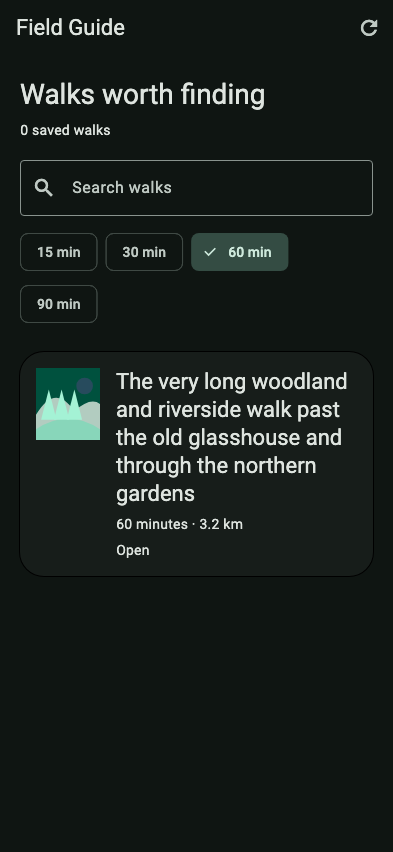 Field Guide
Walks worth finding
0 saved walks
Search walks
15 min
30 min
60 min
90 min
The very long woodland
and riverside walk past
the old glasshouse and
through the northern
gardens
60 minutes · 3.2 km
Open